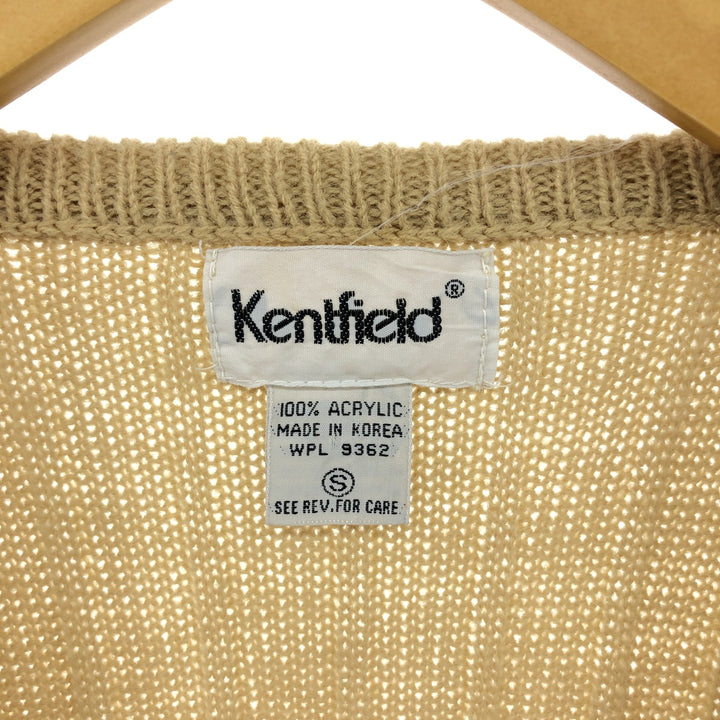 Kentfield®
100% ACRYLIC
MADE IN KOREA
WPL 9362
S
SEE REV.FOR CARE